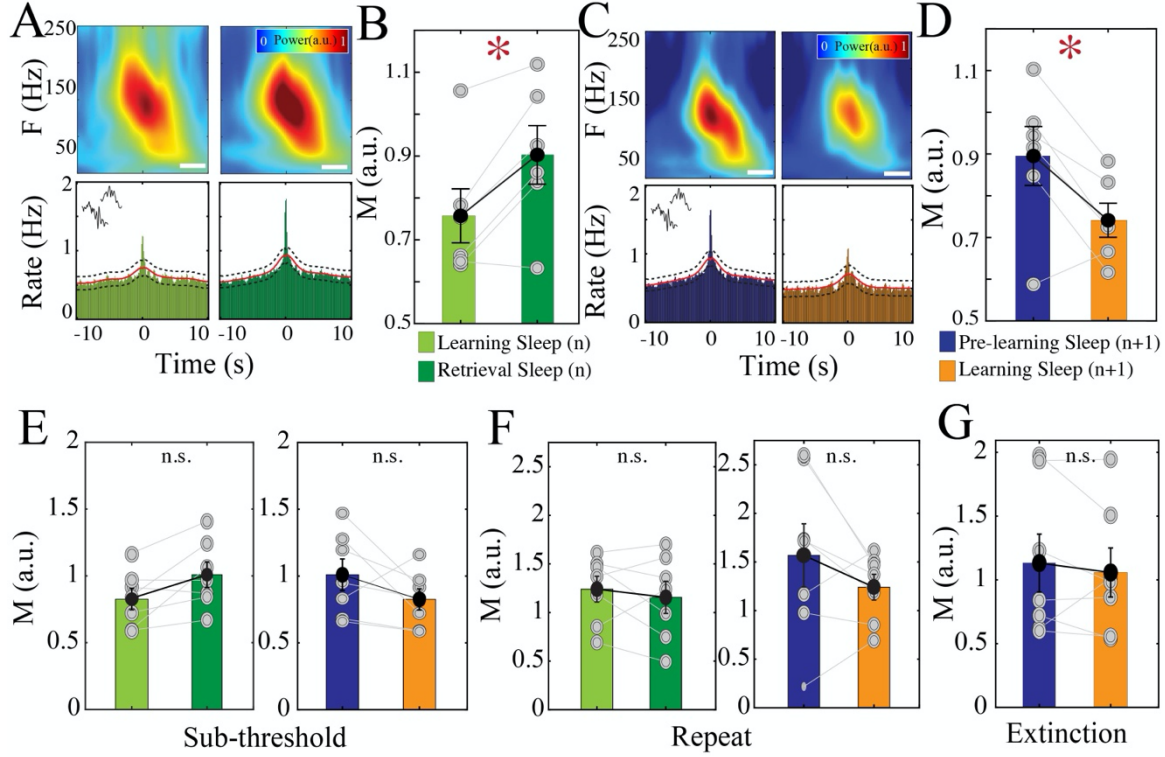 A
F (Hz)
250
150
50
0 Power(a.u.) 1
Rate (Hz)
2
1
0
-10 0 10
-10 0 10
Time (s)
B
*
M (a.u.)
1.1
0.9
0.7
0.5
Learning Sleep (n)
Retrieval Sleep (n)
C
F (Hz)
250
150
50
0 Power(a.u.) 1
Rate (Hz)
2
1
0
-10 0 10
-10 0 10
Time (s)
D
*
M (a.u.)
1.1
0.9
0.7
0.5
Pre-learning Sleep (n+1)
Learning Sleep (n+1)
E
M (a.u.)
2
1.5
1
0.5
0
n.s.
2
1.5
1
0.5
0
n.s.
Sub-threshold
F
M (a.u.)
2.5
2
1.5
1
0.5
0
n.s.
2.5
2
1.5
1
0.5
0
n.s.
Repeat
G
M (a.u.)
2
1.5
1
0.5
0
n.s.
Extinction